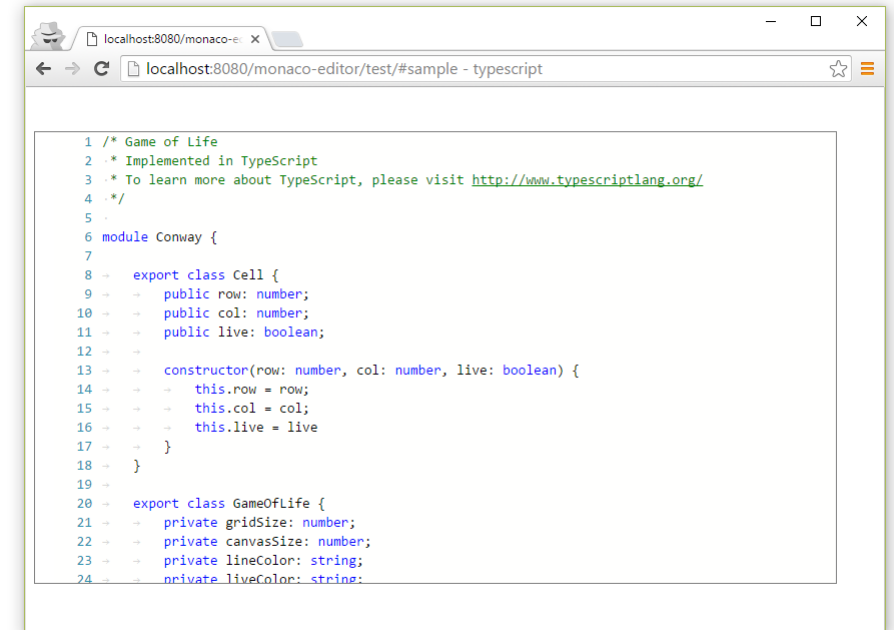 localhost:8080/monaco-e
localhost:8080/monaco-editor/test/#sample - typescript
1 /* Game of Life
2 * Implemented in TypeScript
3 * To learn more about TypeScript, please visit http://www.typescriptlang.org/
4 */
5
6 module Conway {
7
8 export class Cell {
9 public row: number;
10 public col: number;
11 public live: boolean;
12
13 constructor(row: number, col: number, live: boolean) {
14 this.row = row;
15 this.col = col;
16 this.live = live
17 }
18 }
19
20 export class GameOfLife {
21 private gridSize: number;
22 private canvasSize: number;
23 private lineColor: string;
24 private liveColor: string;